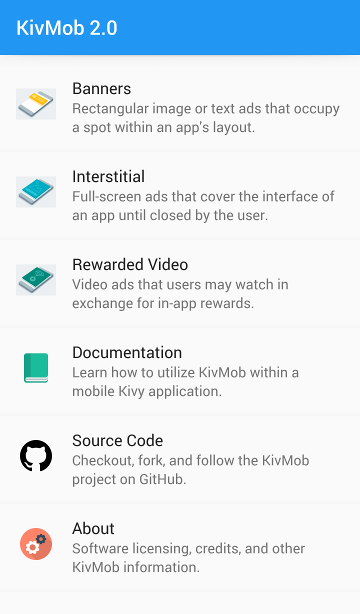 KivMob 2.0
Banners
Rectangular image or text ads that occupy
a spot within an app's layout.
Interstitial
Full-screen ads that cover the interface of
an app until closed by the user.
Rewarded Video
Video ads that users may watch in
exchange for in-app rewards.
Documentation
Learn how to utilize KivMob within a
mobile Kivy application.
Source Code
Checkout, fork, and follow the KivMob
project on GitHub.
About
Software licensing, credits, and other
KivMob information.